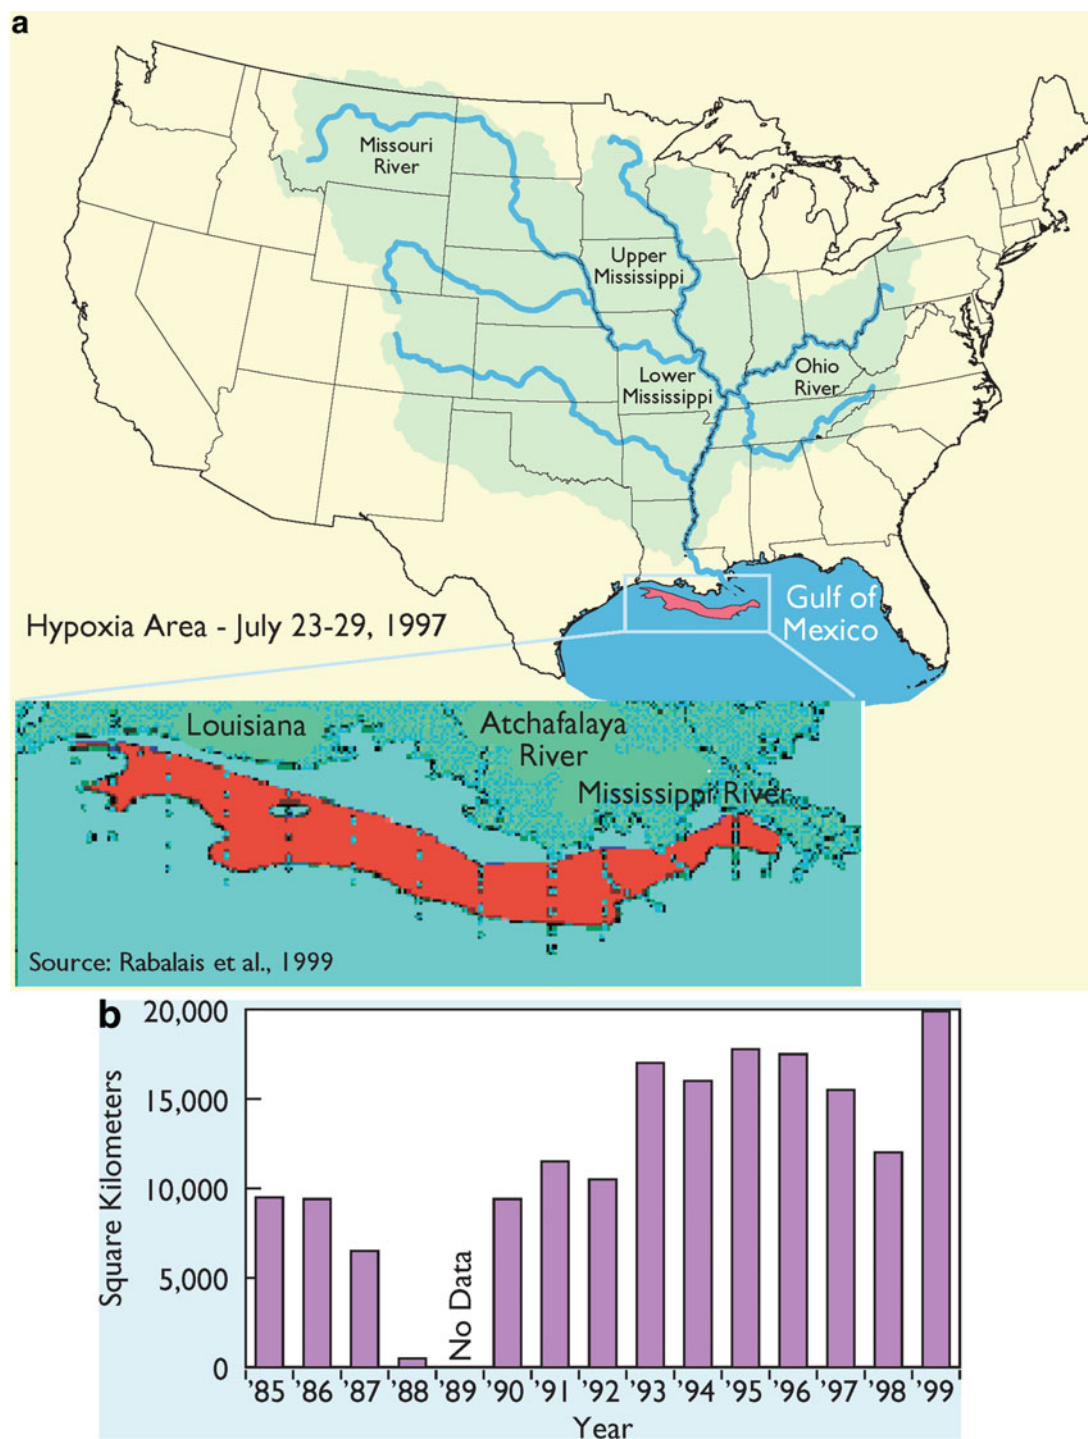 a
Missouri
River
Upper
Mississippi
Lower
Mississippi
Ohio
River
Gulf of
Mexico
Hypoxia Area - July 23-29, 1997
Louisiana
Atchafalaya
River
Mississippi River
Source: Rabalais et al., 1999
b
20,000
15,000
10,000
5,000
0
Square Kilometers
No Data
'85 '86 '87 '88 '89 '90 '91 '92 '93 '94 '95 '96 '97 '98 '99
Year